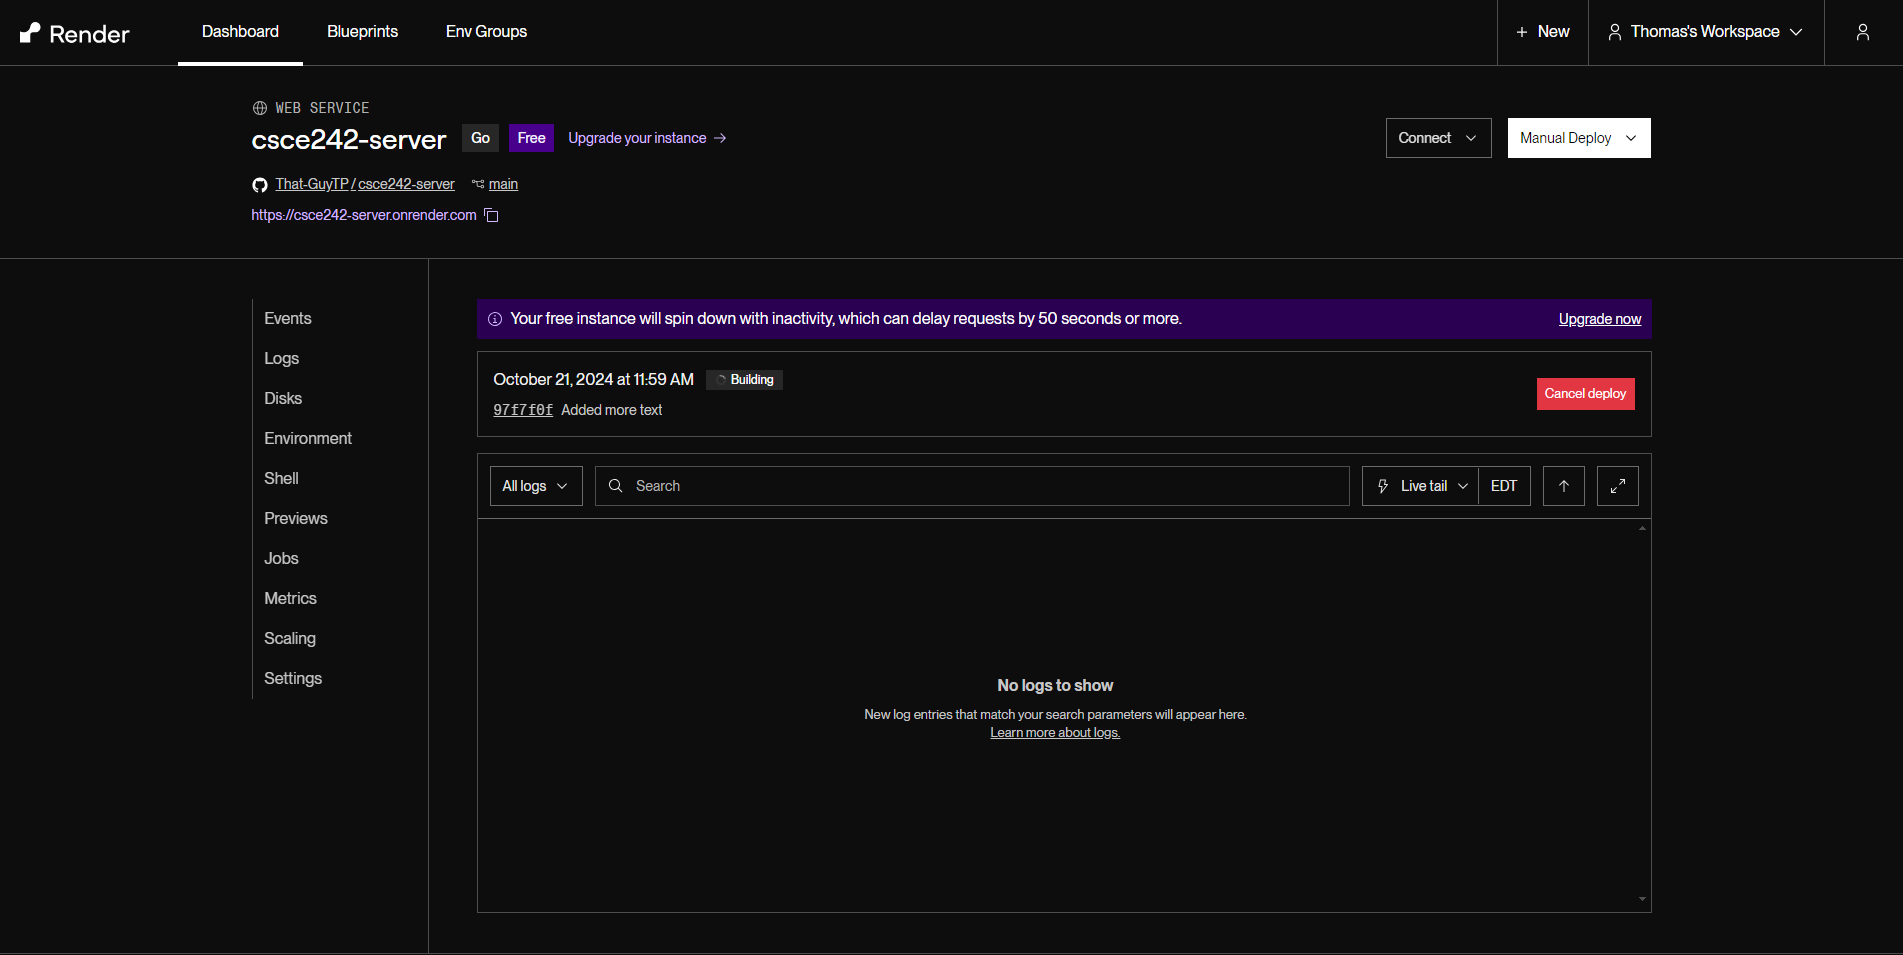 Render
Dashboard
Blueprints
Env Groups
New
Thomas's Workspace
WEB SERVICE
csce242-server
Go
Free
Upgrade your instance
Connect
Manual Deploy
That-GuyTP / csce242-server
main
https://csce242-server.onrender.com
Events
Logs
Disks
Environment
Shell
Previews
Jobs
Metrics
Scaling
Settings
Your free instance will spin down with inactivity, which can delay requests by 50 seconds or more.
Upgrade now
October 21, 2024 at 11:59 AM
Building
97f7f0f Added more text
Cancel deploy
All logs
Search
Live tail
EDT
No logs to show
New log entries that match your search parameters will appear here.
Learn more about logs.